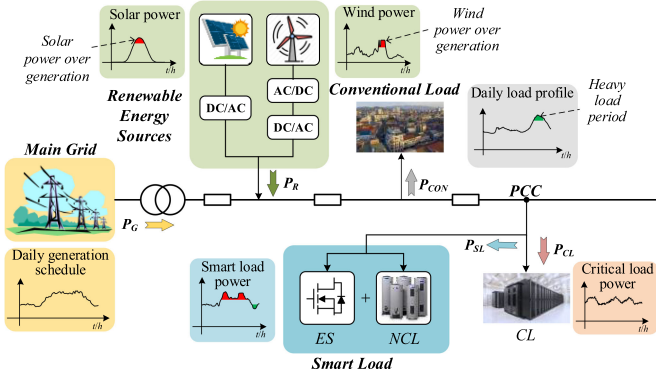 Solar power
t/h
Solar
power over
generation
Renewable
Energy
Sources
DC/AC
AC/DC
DC/AC
Wind power
t/h
Wind
power over
generation
Conventional Load
Daily load profile
t/h
Heavy
load
period
Main Grid
P_G
P_R
P_CON
PCC
P_SL
P_CL
Daily generation
schedule
t/h
Smart load
power
t/h
ES
+
NCL
Smart Load
CL
Critical load
power
t/h